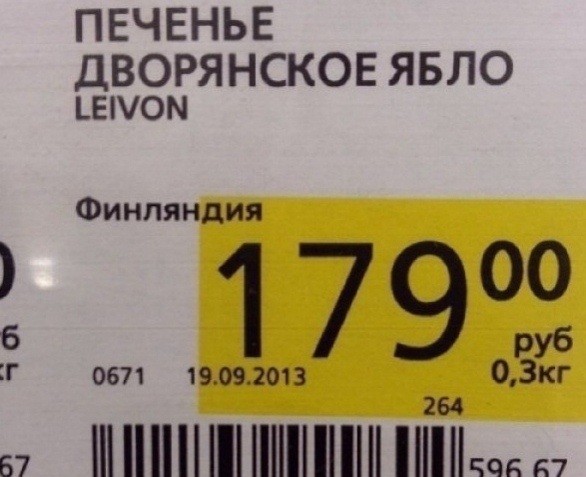 ПЕЧЕНЬЕ
ДВОРЯНСКОЕ ЯБЛО
LEIVON
Финляндия
179 00
руб
0,3кг
0671 19.09.2013
264
596,67